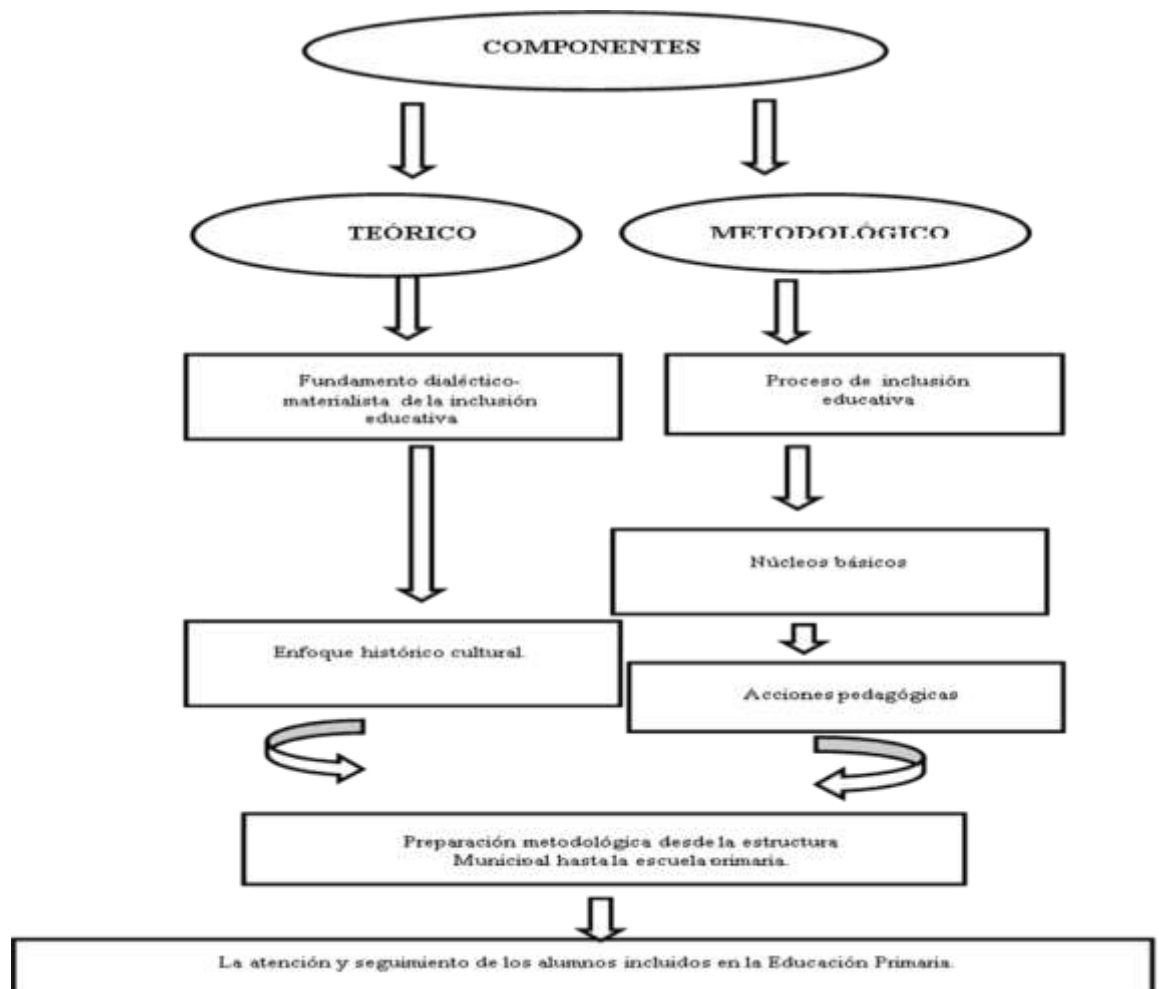 COMPONENTES
TEÓRICO
METODOLÓGICO
Fundamento dialéctico-
materialista de la inclusión
educativa
Proceso de inclusión
educativa
Núcleos básicos
Enfoque histórico cultural.
Acciones pedagógicas
Preparación metodológica desde la estructura
Municipal hasta la escuela primaria.
La atención y seguimiento de los alumnos incluidos en la Educación Primaria.